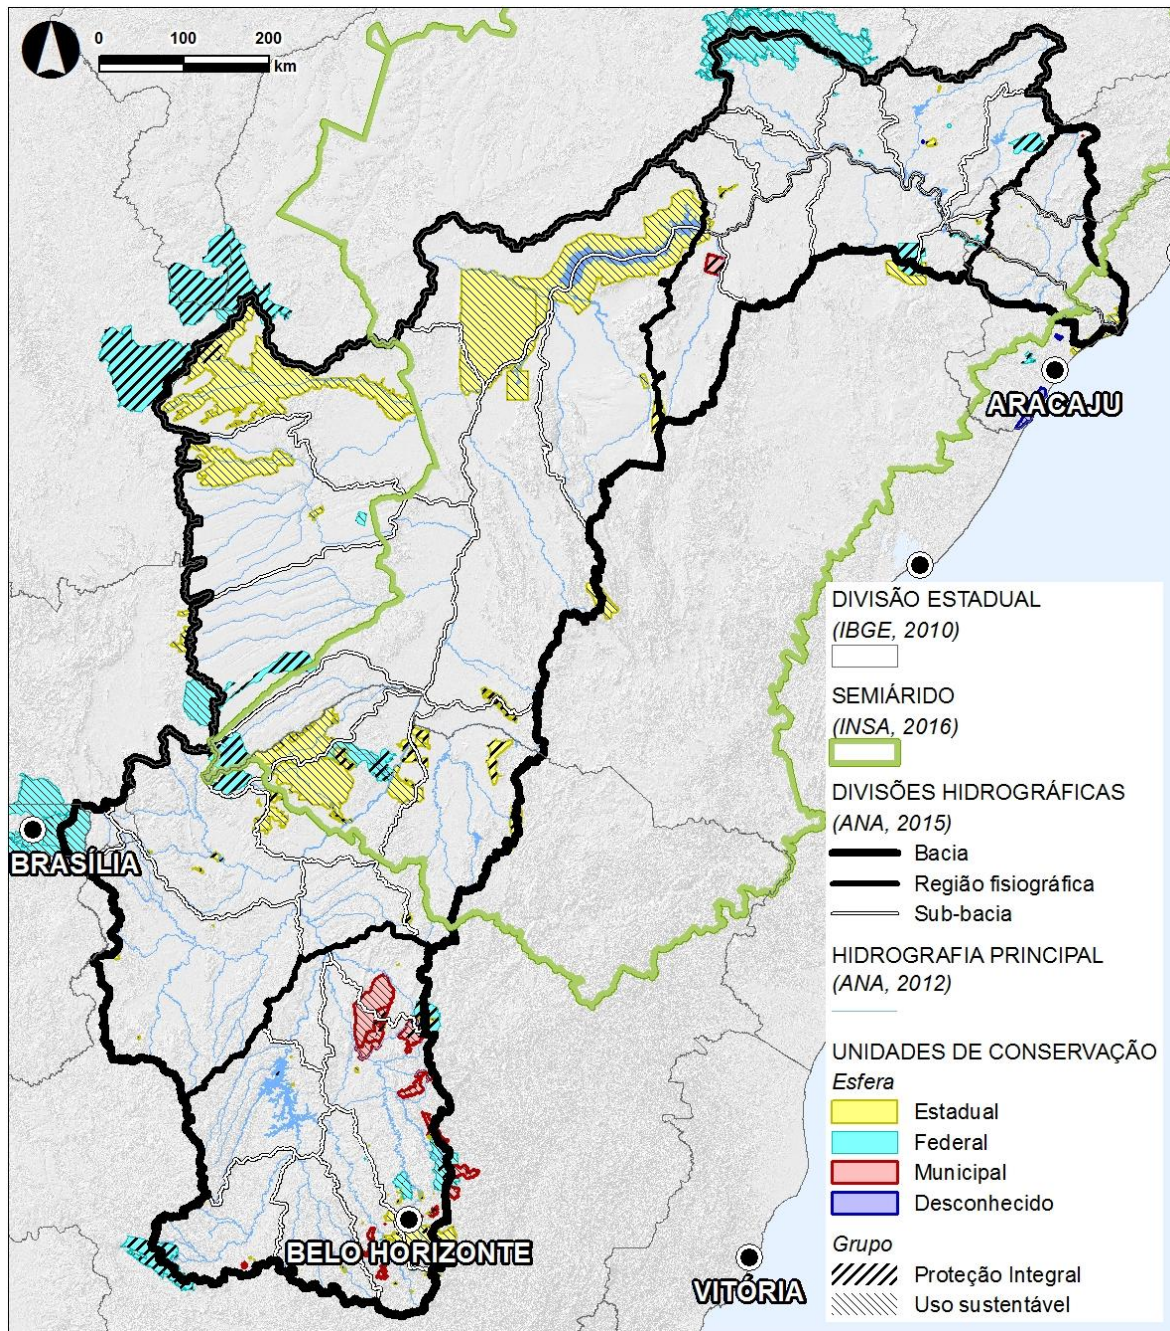 0 100 200
km
ARACAJU
BRASÍLIA
BELO HORIZONTE
VITÓRIA
DIVISÃO ESTADUAL
(IBGE, 2010)
SEMIÁRIDO
(INSA, 2016)
DIVISÕES HIDROGRÁFICAS
(ANA, 2015)
Bacia
Região fisiográfica
Sub-bacia
HIDROGRAFIA PRINCIPAL
(ANA, 2012)
UNIDADES DE CONSERVAÇÃO
Esfera
Estadual
Federal
Municipal
Desconhecido
Grupo
Proteção Integral
Uso sustentável